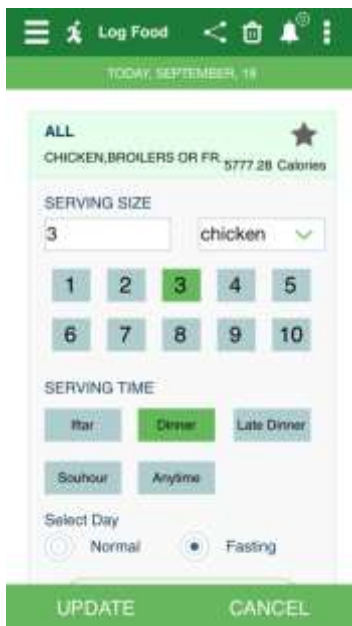 Log Food
TODAY, SEPTEMBER, 19
ALL
CHICKEN,BROILERS OR FR 5777.28 Calories
SERVING SIZE
3 chicken
1 2 3 4 5
6 7 8 9 10
SERVING TIME
Iftar Dinner Late Dinner
Souhour Anytime
Select Day
Normal Fasting
UPDATE CANCEL